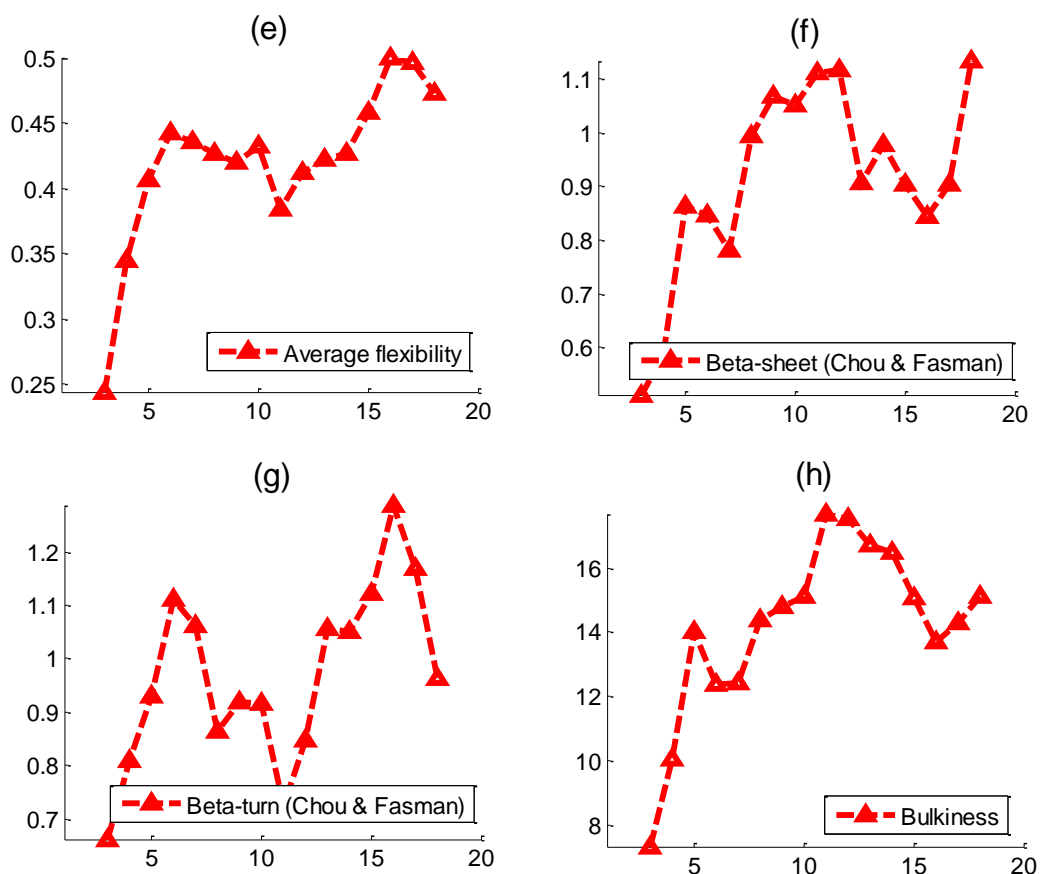 (e)
0.5
0.45
0.4
0.35
0.3
0.25
5 10 15 20
Average flexibility
(f)
1.1
1
0.9
0.8
0.7
0.6
5 10 15 20
Beta-sheet (Chou & Fasman)
(g)
1.2
1.1
1
0.9
0.8
0.7
5 10 15 20
Beta-turn (Chou & Fasman)
(h)
16
14
12
10
8
5 10 15 20
Bulkiness